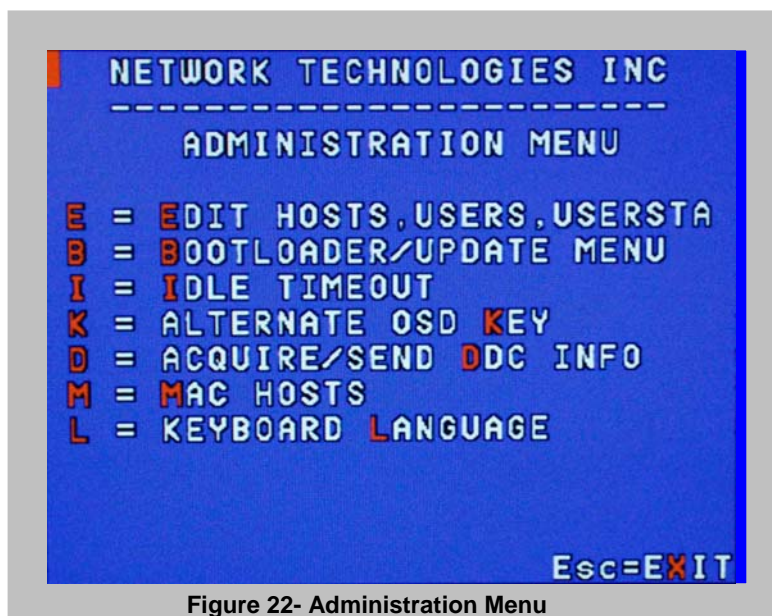 NETWORK TECHNOLOGIES INC
--------------------------
ADMINISTRATION MENU
E = EDIT HOSTS,USERS,USERSTA
B = BOOTLOADER/UPDATE MENU
I = IDLE TIMEOUT
K = ALTERNATE OSD KEY
D = ACQUIRE/SEND DDC INFO
M = MAC HOSTS
L = KEYBOARD LANGUAGE
Esc=EXIT
Figure 22- Administration Menu